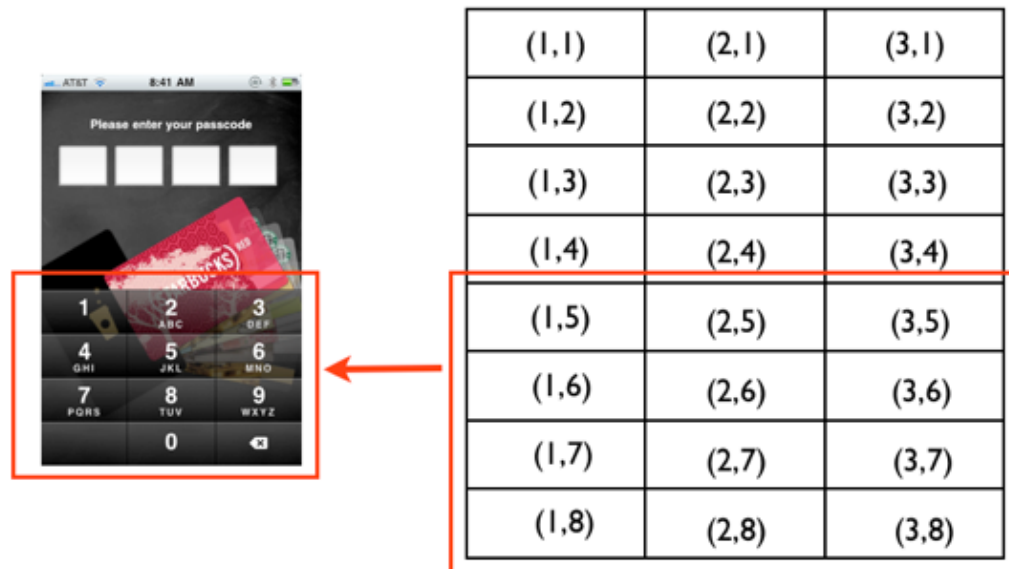 AT&T 8:41 AM
Please enter your passcode
STARBUCKS) RED
1 2 3
ABC DEF
4 5 6
GHI JKL MNO
7 8 9
PQRS TUV WXYZ
0
(1,1) (2,1) (3,1)
(1,2) (2,2) (3,2)
(1,3) (2,3) (3,3)
(1,4) (2,4) (3,4)
(1,5) (2,5) (3,5)
(1,6) (2,6) (3,6)
(1,7) (2,7) (3,7)
(1,8) (2,8) (3,8)